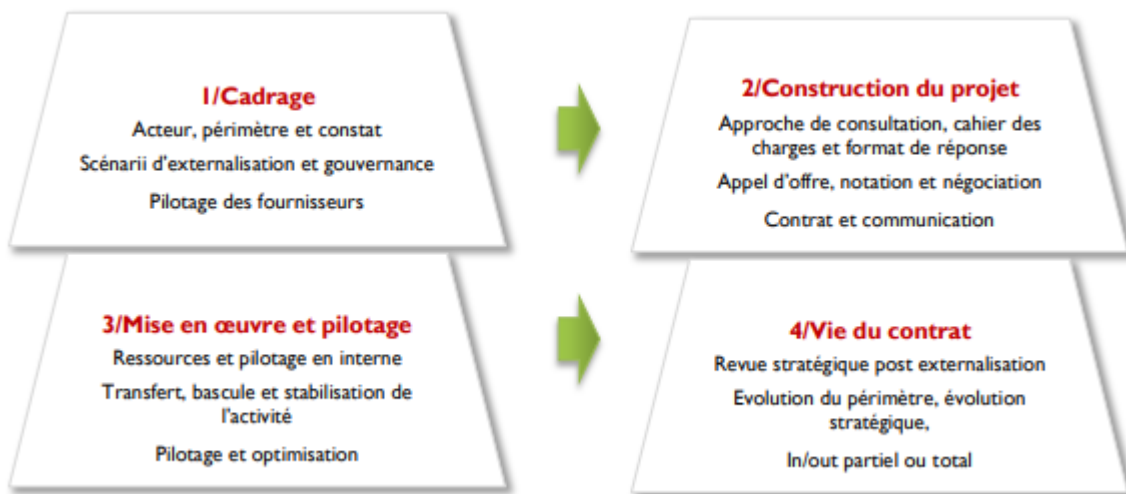 1/Cadrage
Acteur, périmètre et constat
Scénarii d'externalisation et gouvernance
Pilotage des fournisseurs
2/Construction du projet
Approche de consultation, cahier des
charges et format de réponse
Appel d'offre, notation et négociation
Contrat et communication
3/Mise en œuvre et pilotage
Ressources et pilotage en interne
Transfert, bascule et stabilisation de
l'activité
Pilotage et optimisation
4/Vie du contrat
Revue stratégique post externalisation
Evolution du périmètre, évolution
stratégique,
In/out partiel ou total